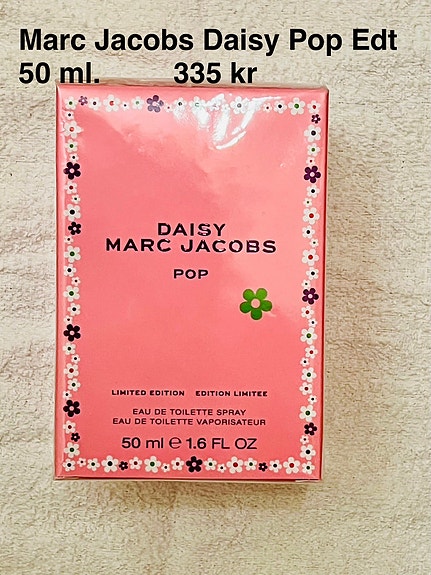 Marc Jacobs Daisy Pop Edt
50 ml. 335 kr
DAISY
MARC JACOBS
POP
LIMITED EDITION EDITION LIMITEE
EAU DE TOILETTE SPRAY
EAU DE TOILETTE VAPORISATEUR
50 ml e 1.6 FL OZ